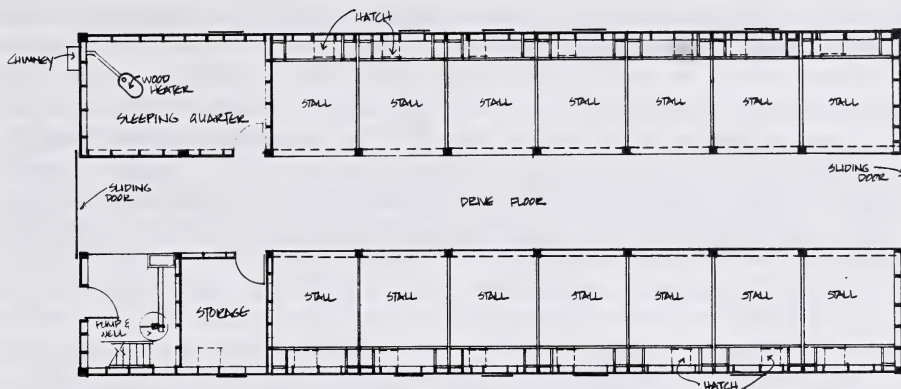 HATCH
CHIMNEY
WOOD
HEATER
SLEEPING QUARTER
STALL
STALL
STALL
STALL
STALL
STALL
STALL
SLIDING
DOOR
DRIVE FLOOR
SLIDING
DOOR
STALL
STALL
STALL
STALL
STALL
STALL
STALL
STORAGE
PUMP &
WELL
HATCH